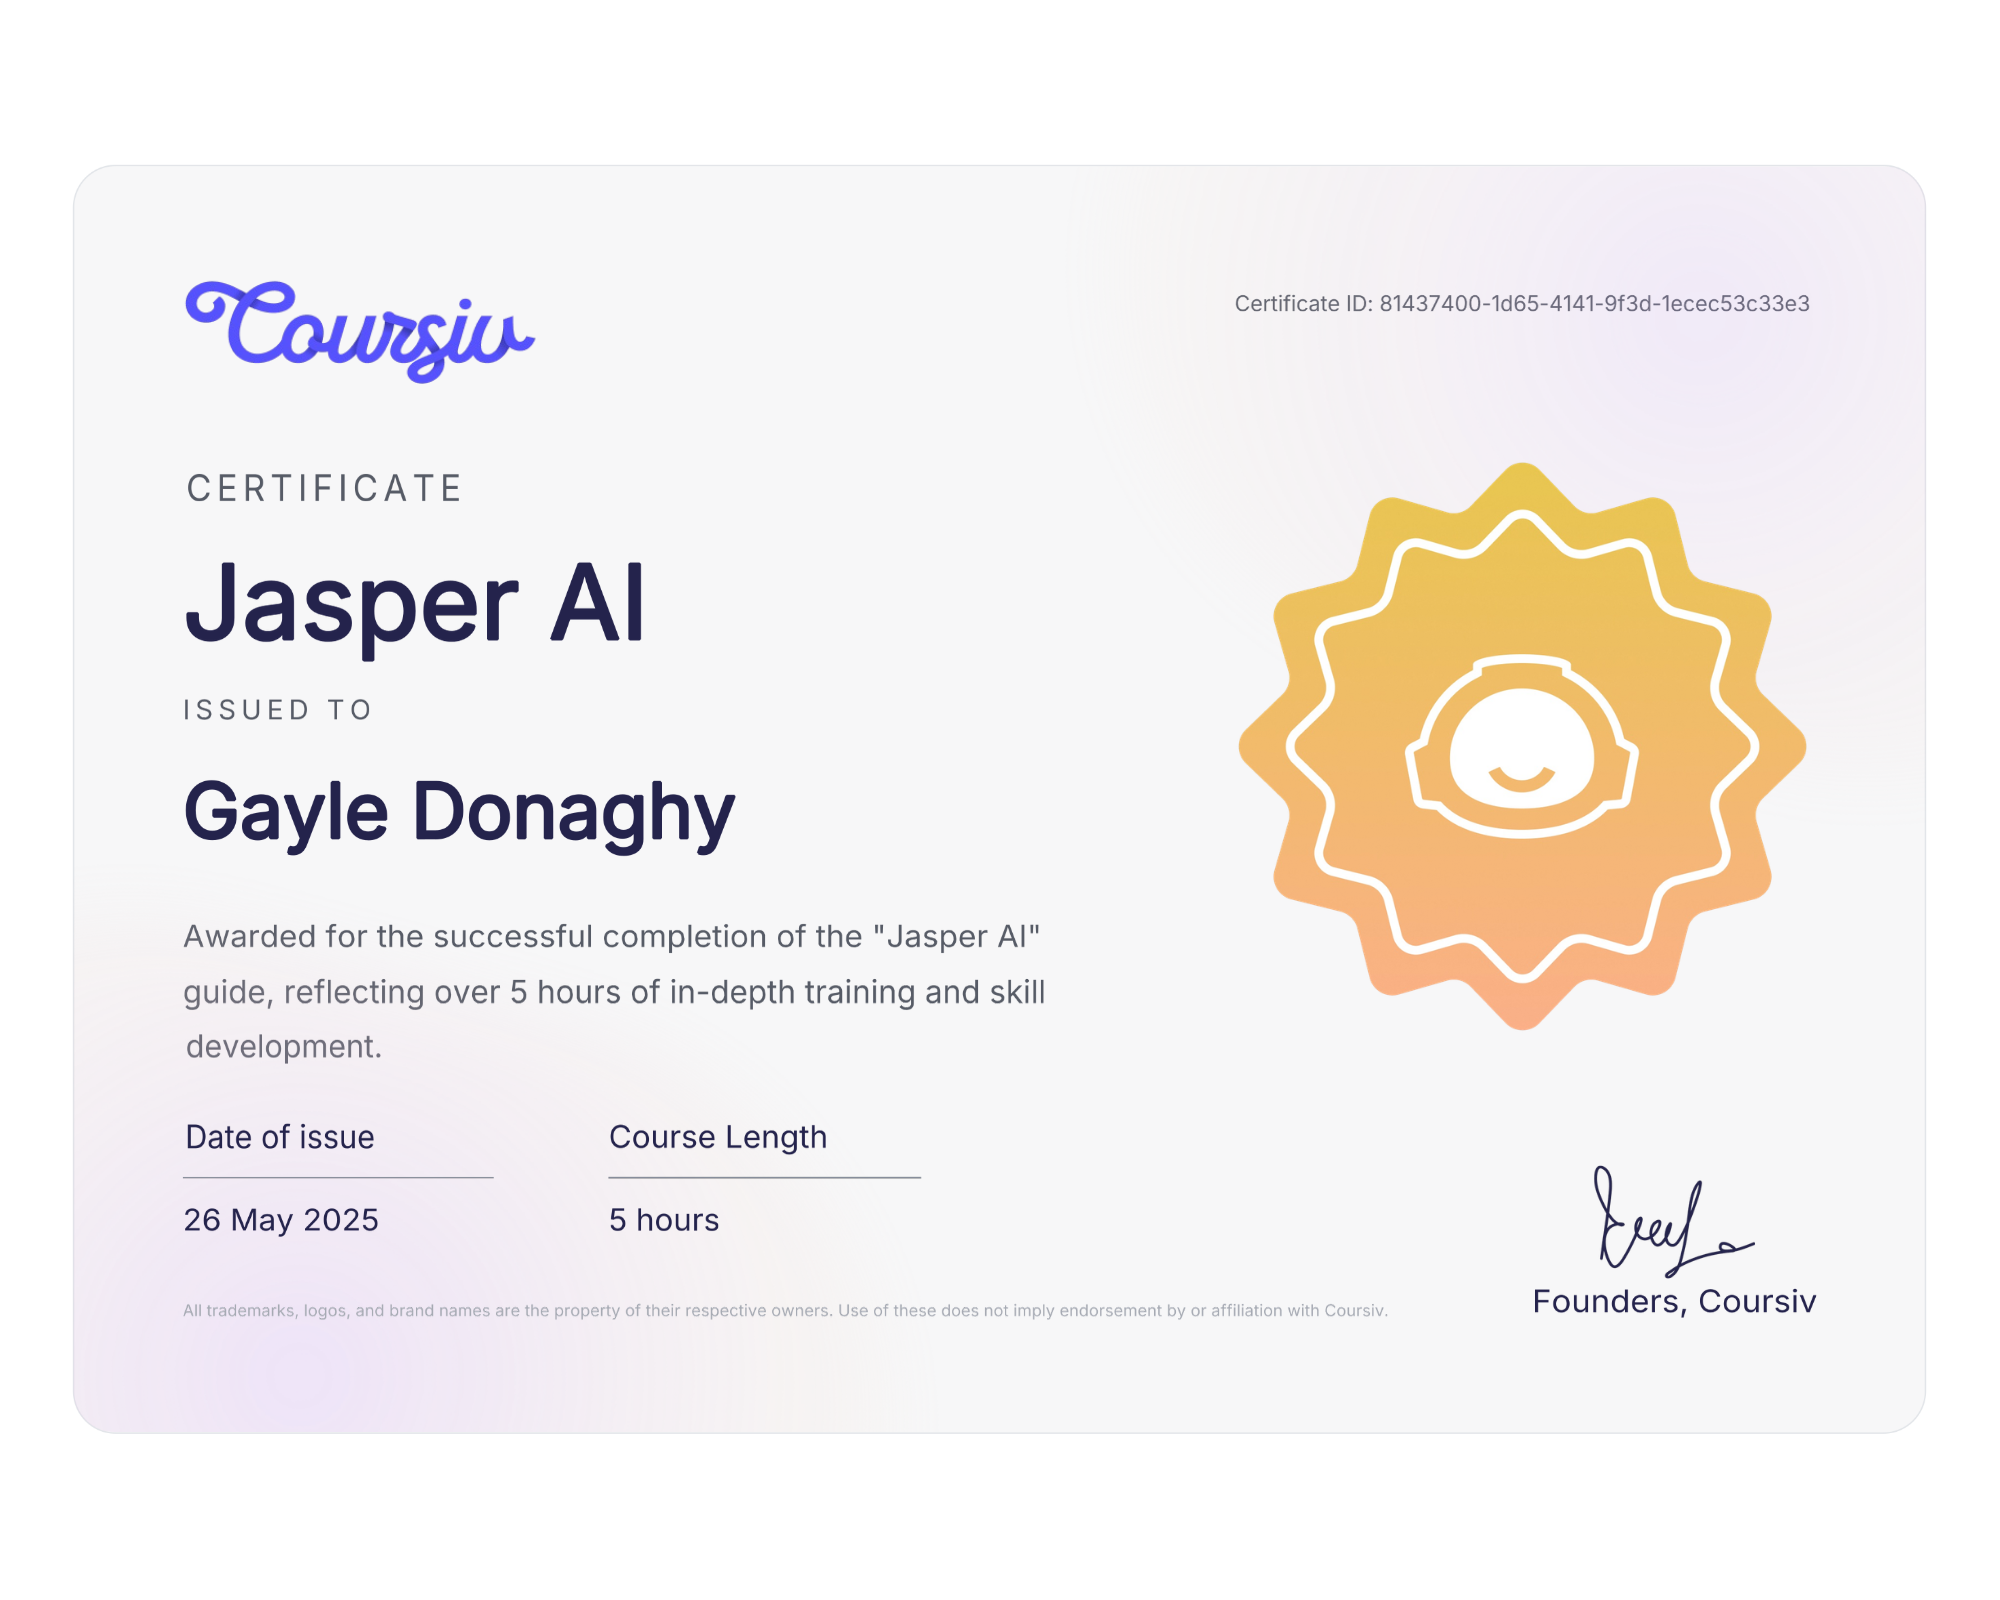 Coursiv
Certificate ID: 81437400-1d65-4141-9f3d-1ecec53c33e3
CERTIFICATE
Jasper AI
ISSUED TO
Gayle Donaghy
Awarded for the successful completion of the "Jasper AI"
guide, reflecting over 5 hours of in-depth training and skill
development.
Date of issue
Course Length
26 May 2025
5 hours
All trademarks, logos, and brand names are the property of their respective owners. Use of these does not imply endorsement by or affiliation with Coursiv.
Founders, Coursiv